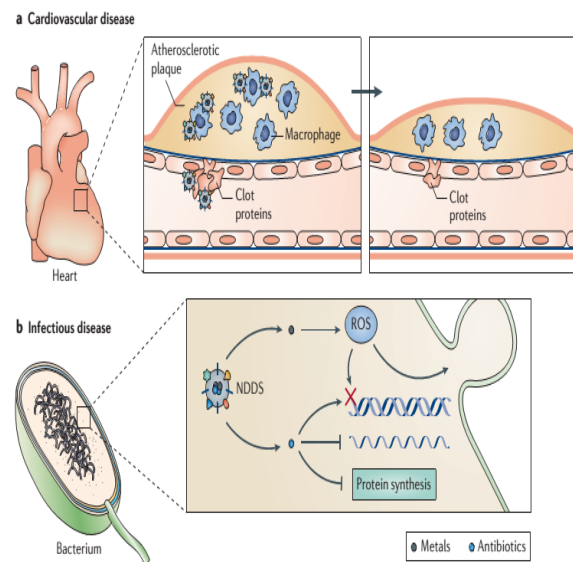 a Cardiovascular disease
Atherosclerotic
plaque
Macrophage
Clot
proteins
Clot
proteins
Heart
b Infectious disease
ROS
NDDS
Protein synthesis
Bacterium
Metals
Antibiotics